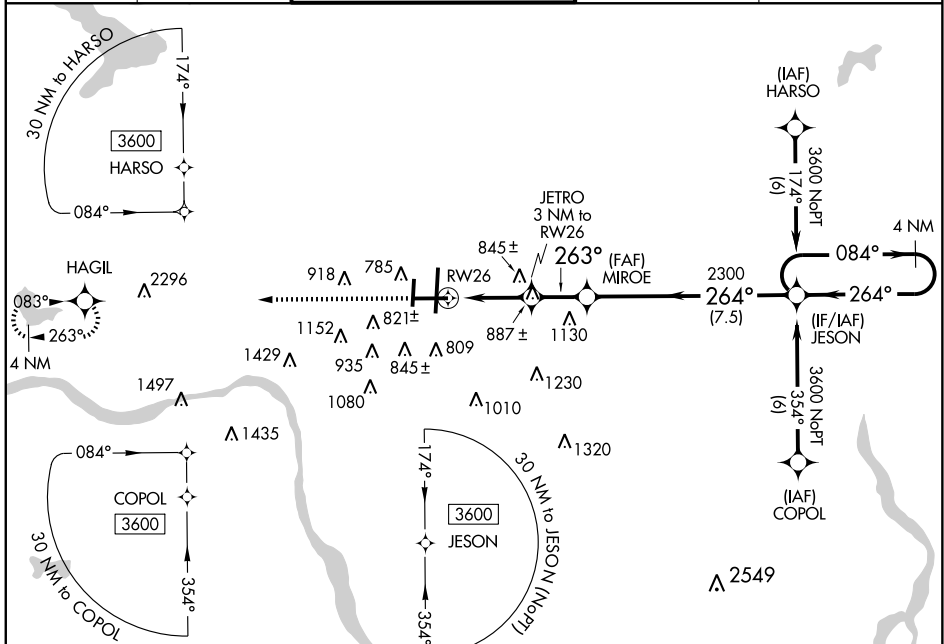 30 NM to HARSO
174°
3600
HARSO
084°
(IAF)
HARSO
3600 NoPT
174°
(6)
4 NM
084°
JETRO
3 NM to
RW26
HAGIL
2296
918
785
RW26
845±
263°
(FAF)
MIROE
2300
264°
(7.5)
264°
(IF/IAF)
JESON
083°
263°
4 NM
821±
1152
887±
1130
1429
935
845±
809
1230
1497
1080
1010
1435
1320
3600 NoPT
354°
(6)
(IAF)
COPOL
084°
COPOL
3600
354°
30 NM to COPOL
174°
3600
JESON
354°
30 NM to JESON (NoPT)
2549